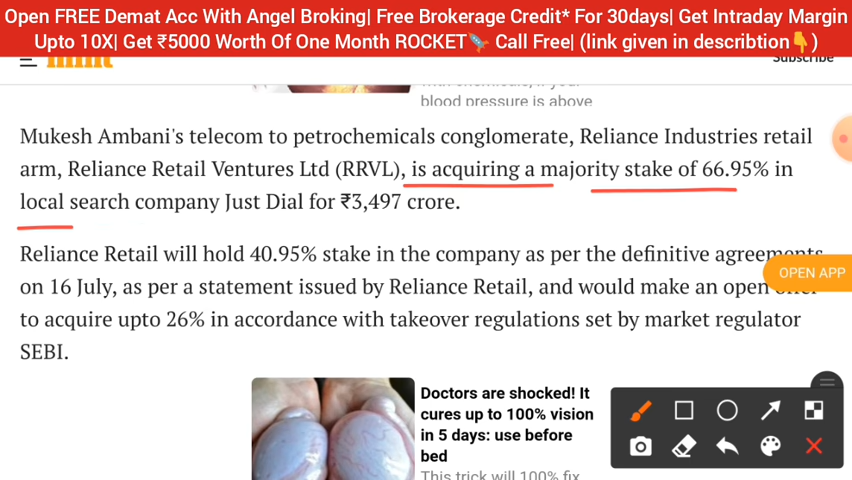 Open FREE Demat Acc With Angel Broking| Free Brokerage Credit* For 30days| Get Intraday Margin
Upto 10X| Get ₹5000 Worth Of One Month ROCKET🚀 Call Free| (link given in describtion👇)
mint
Subscribe
blood pressure is above
Mukesh Ambani's telecom to petrochemicals conglomerate, Reliance Industries retail
arm, Reliance Retail Ventures Ltd (RRVL), is acquiring a majority stake of 66.95% in
local search company Just Dial for ₹3,497 crore.
Reliance Retail will hold 40.95% stake in the company as per the definitive agreements
on 16 July, as per a statement issued by Reliance Retail, and would make an open offer
OPEN APP
to acquire upto 26% in accordance with takeover regulations set by market regulator
SEBI.
Doctors are shocked! It
cures up to 100% vision
in 5 days: use before
bed
This trick will 100% fix